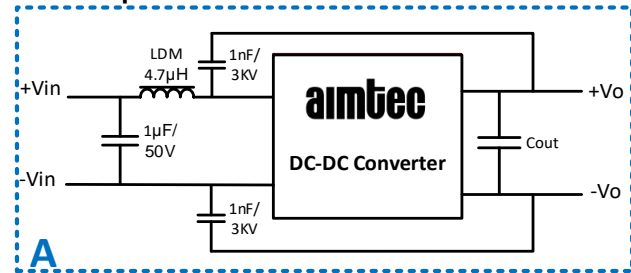 LDM
4.7µH
1nF/
3KV
+Vin
aimtec
+Vo
1µF/
50V
DC-DC Converter
Cout
-Vin
-Vo
1nF/
3KV
A